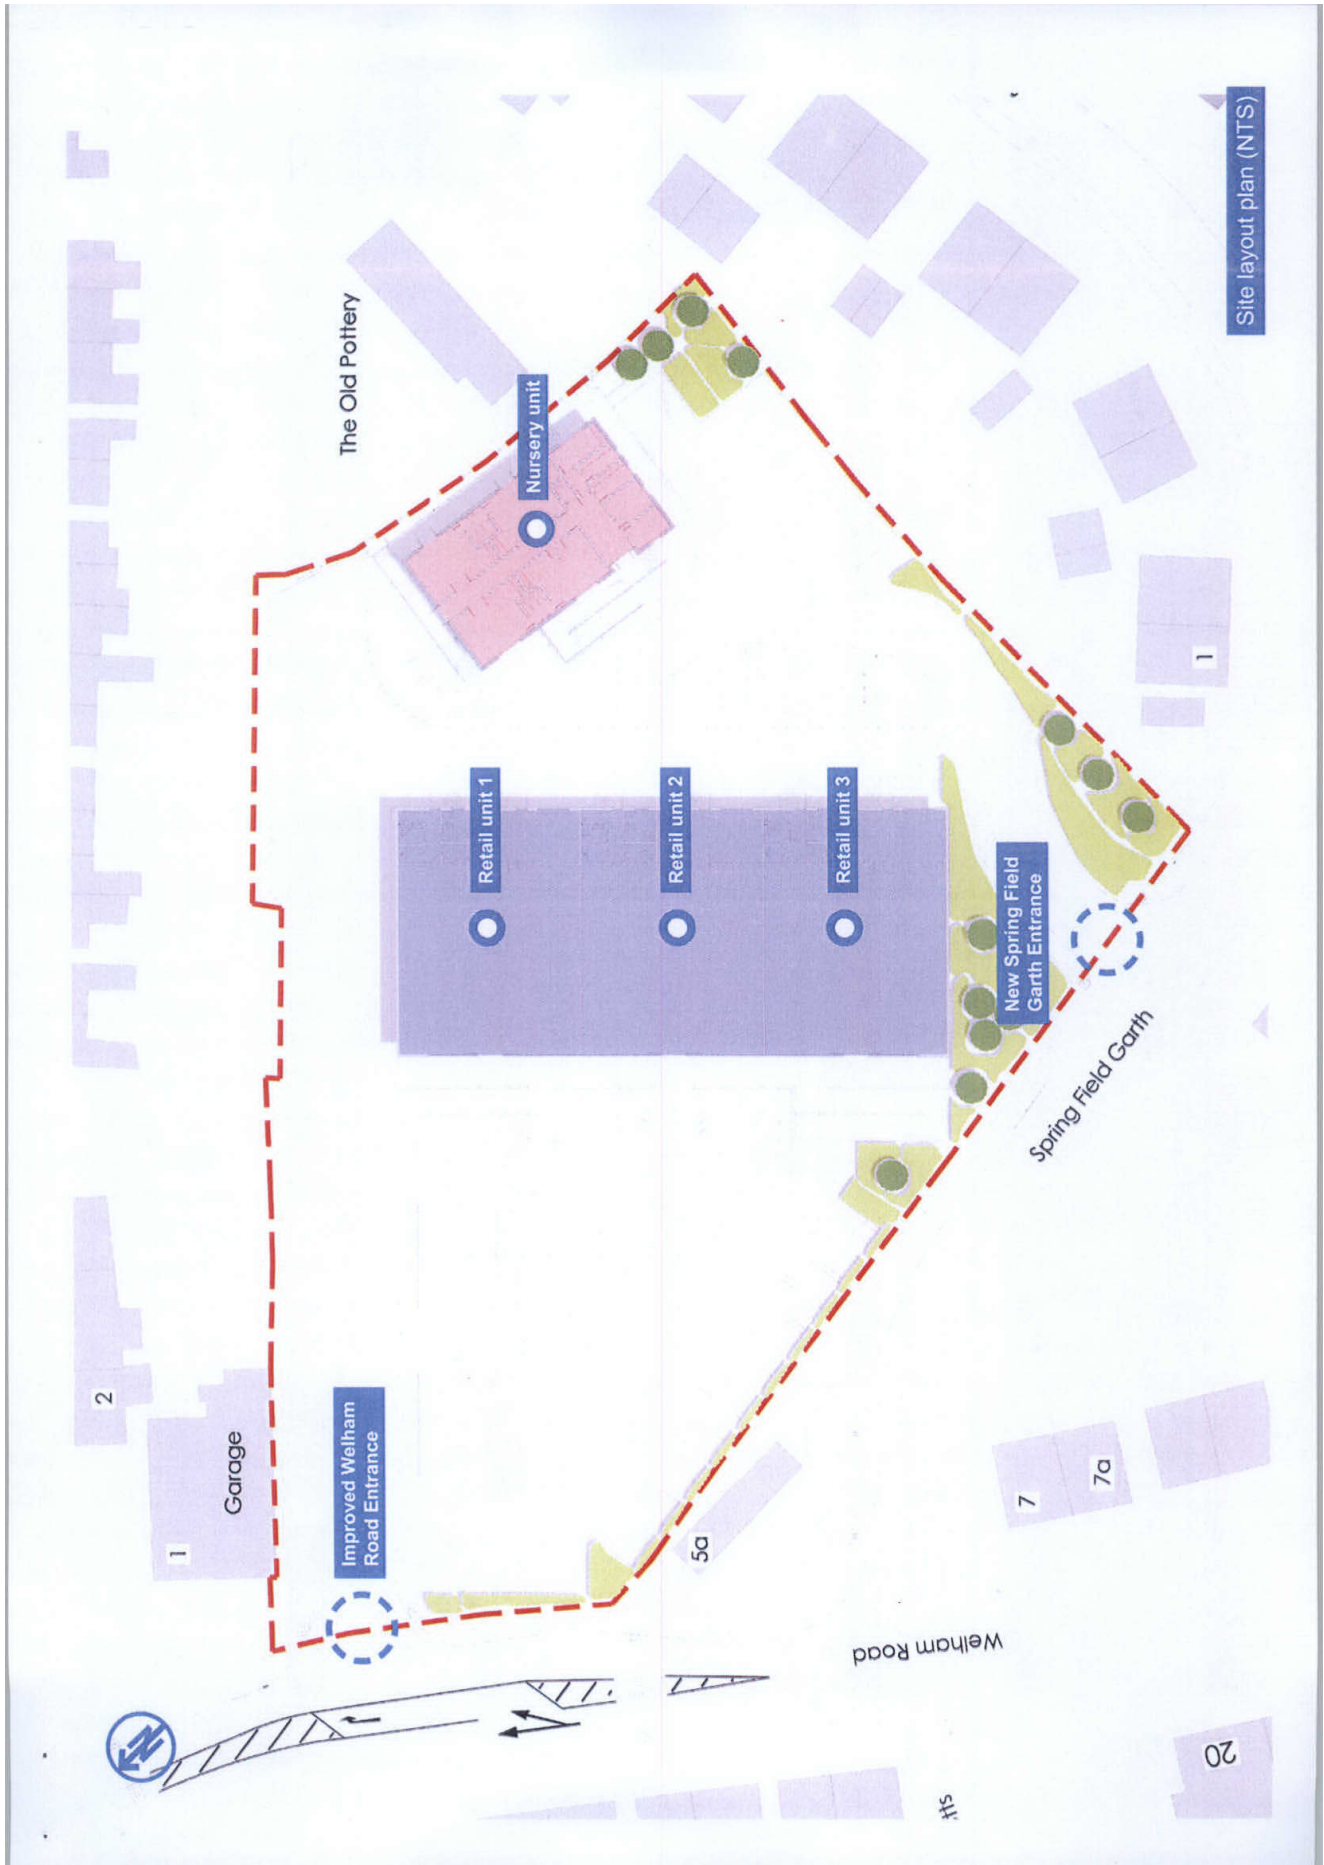 2
1
Garage
The Old Pottery
Improved Welham
Road Entrance
Nursery unit
Retail unit 1
Retail unit 2
Retail unit 3
New Spring Field
Garth Entrance
Spring Field Garth
Welham Road
5a
7
7a
1
20
Site layout plan (NTS)
N